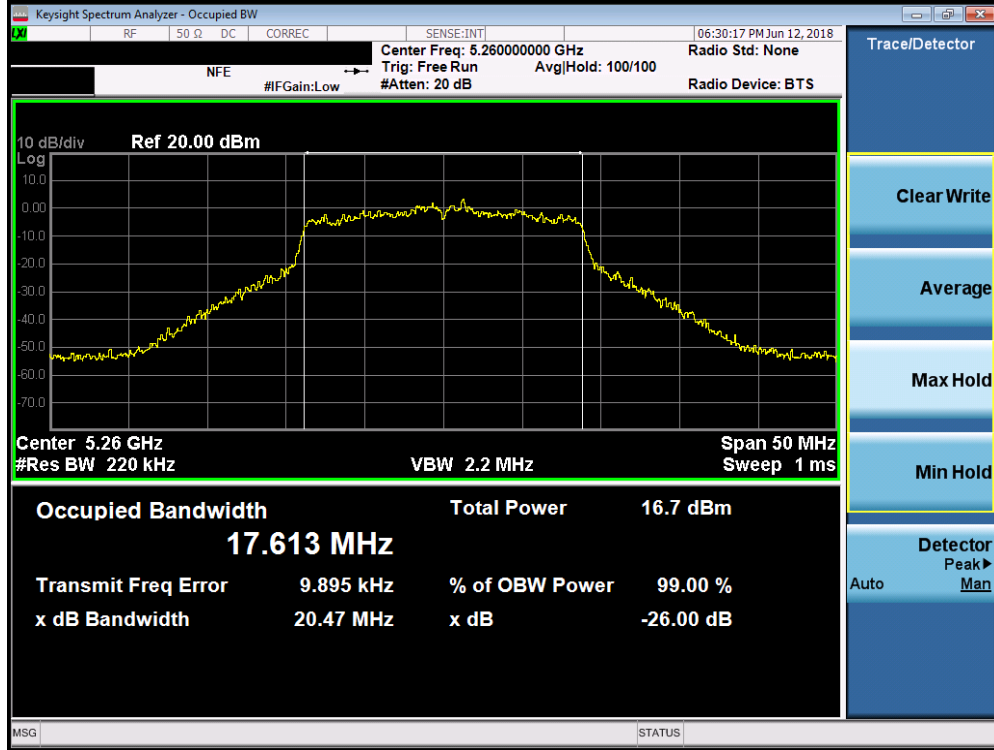 Keysight Spectrum Analyzer - Occupied BW
LXI RF 50 Ω DC CORREC SENSE:INT 06:30:17 PM Jun 12, 2018
Center Freq: 5.260000000 GHz Radio Std: None
NFE Trig: Free Run Avg|Hold: 100/100
#IFGain:Low #Atten: 20 dB Radio Device: BTS
Trace/Detector
10 dB/div Ref 20.00 dBm
Log
10.0
0.00
-10.0
-20.0
-30.0
-40.0
-50.0
-60.0
-70.0
Center 5.26 GHz Span 50 MHz
#Res BW 220 kHz VBW 2.2 MHz Sweep 1 ms
Occupied Bandwidth Total Power 16.7 dBm
17.613 MHz
Transmit Freq Error 9.895 kHz % of OBW Power 99.00 %
x dB Bandwidth 20.47 MHz x dB -26.00 dB
Clear Write
Average
Max Hold
Min Hold
Detector
Peak▶
Auto Man
MSG STATUS